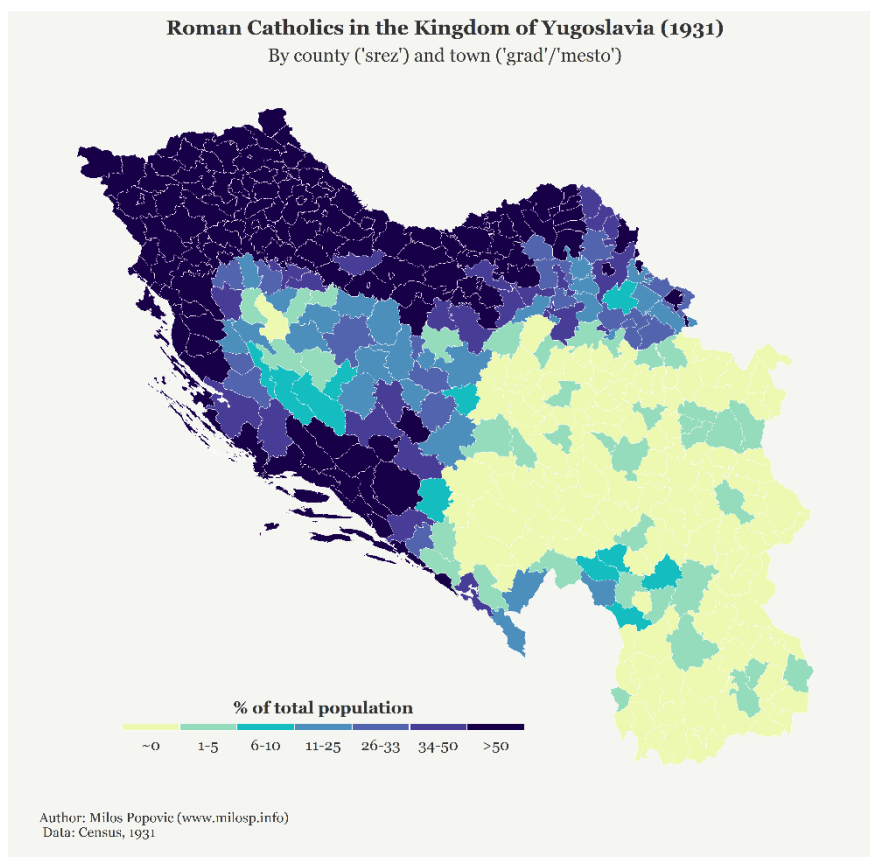 Roman Catholics in the Kingdom of Yugoslavia (1931)
By county ('srez') and town ('grad'/'mesto')
% of total population
~0 1-5 6-10 11-25 26-33 34-50 >50
Author: Milos Popovic (www.milosp.info)
Data: Census, 1931